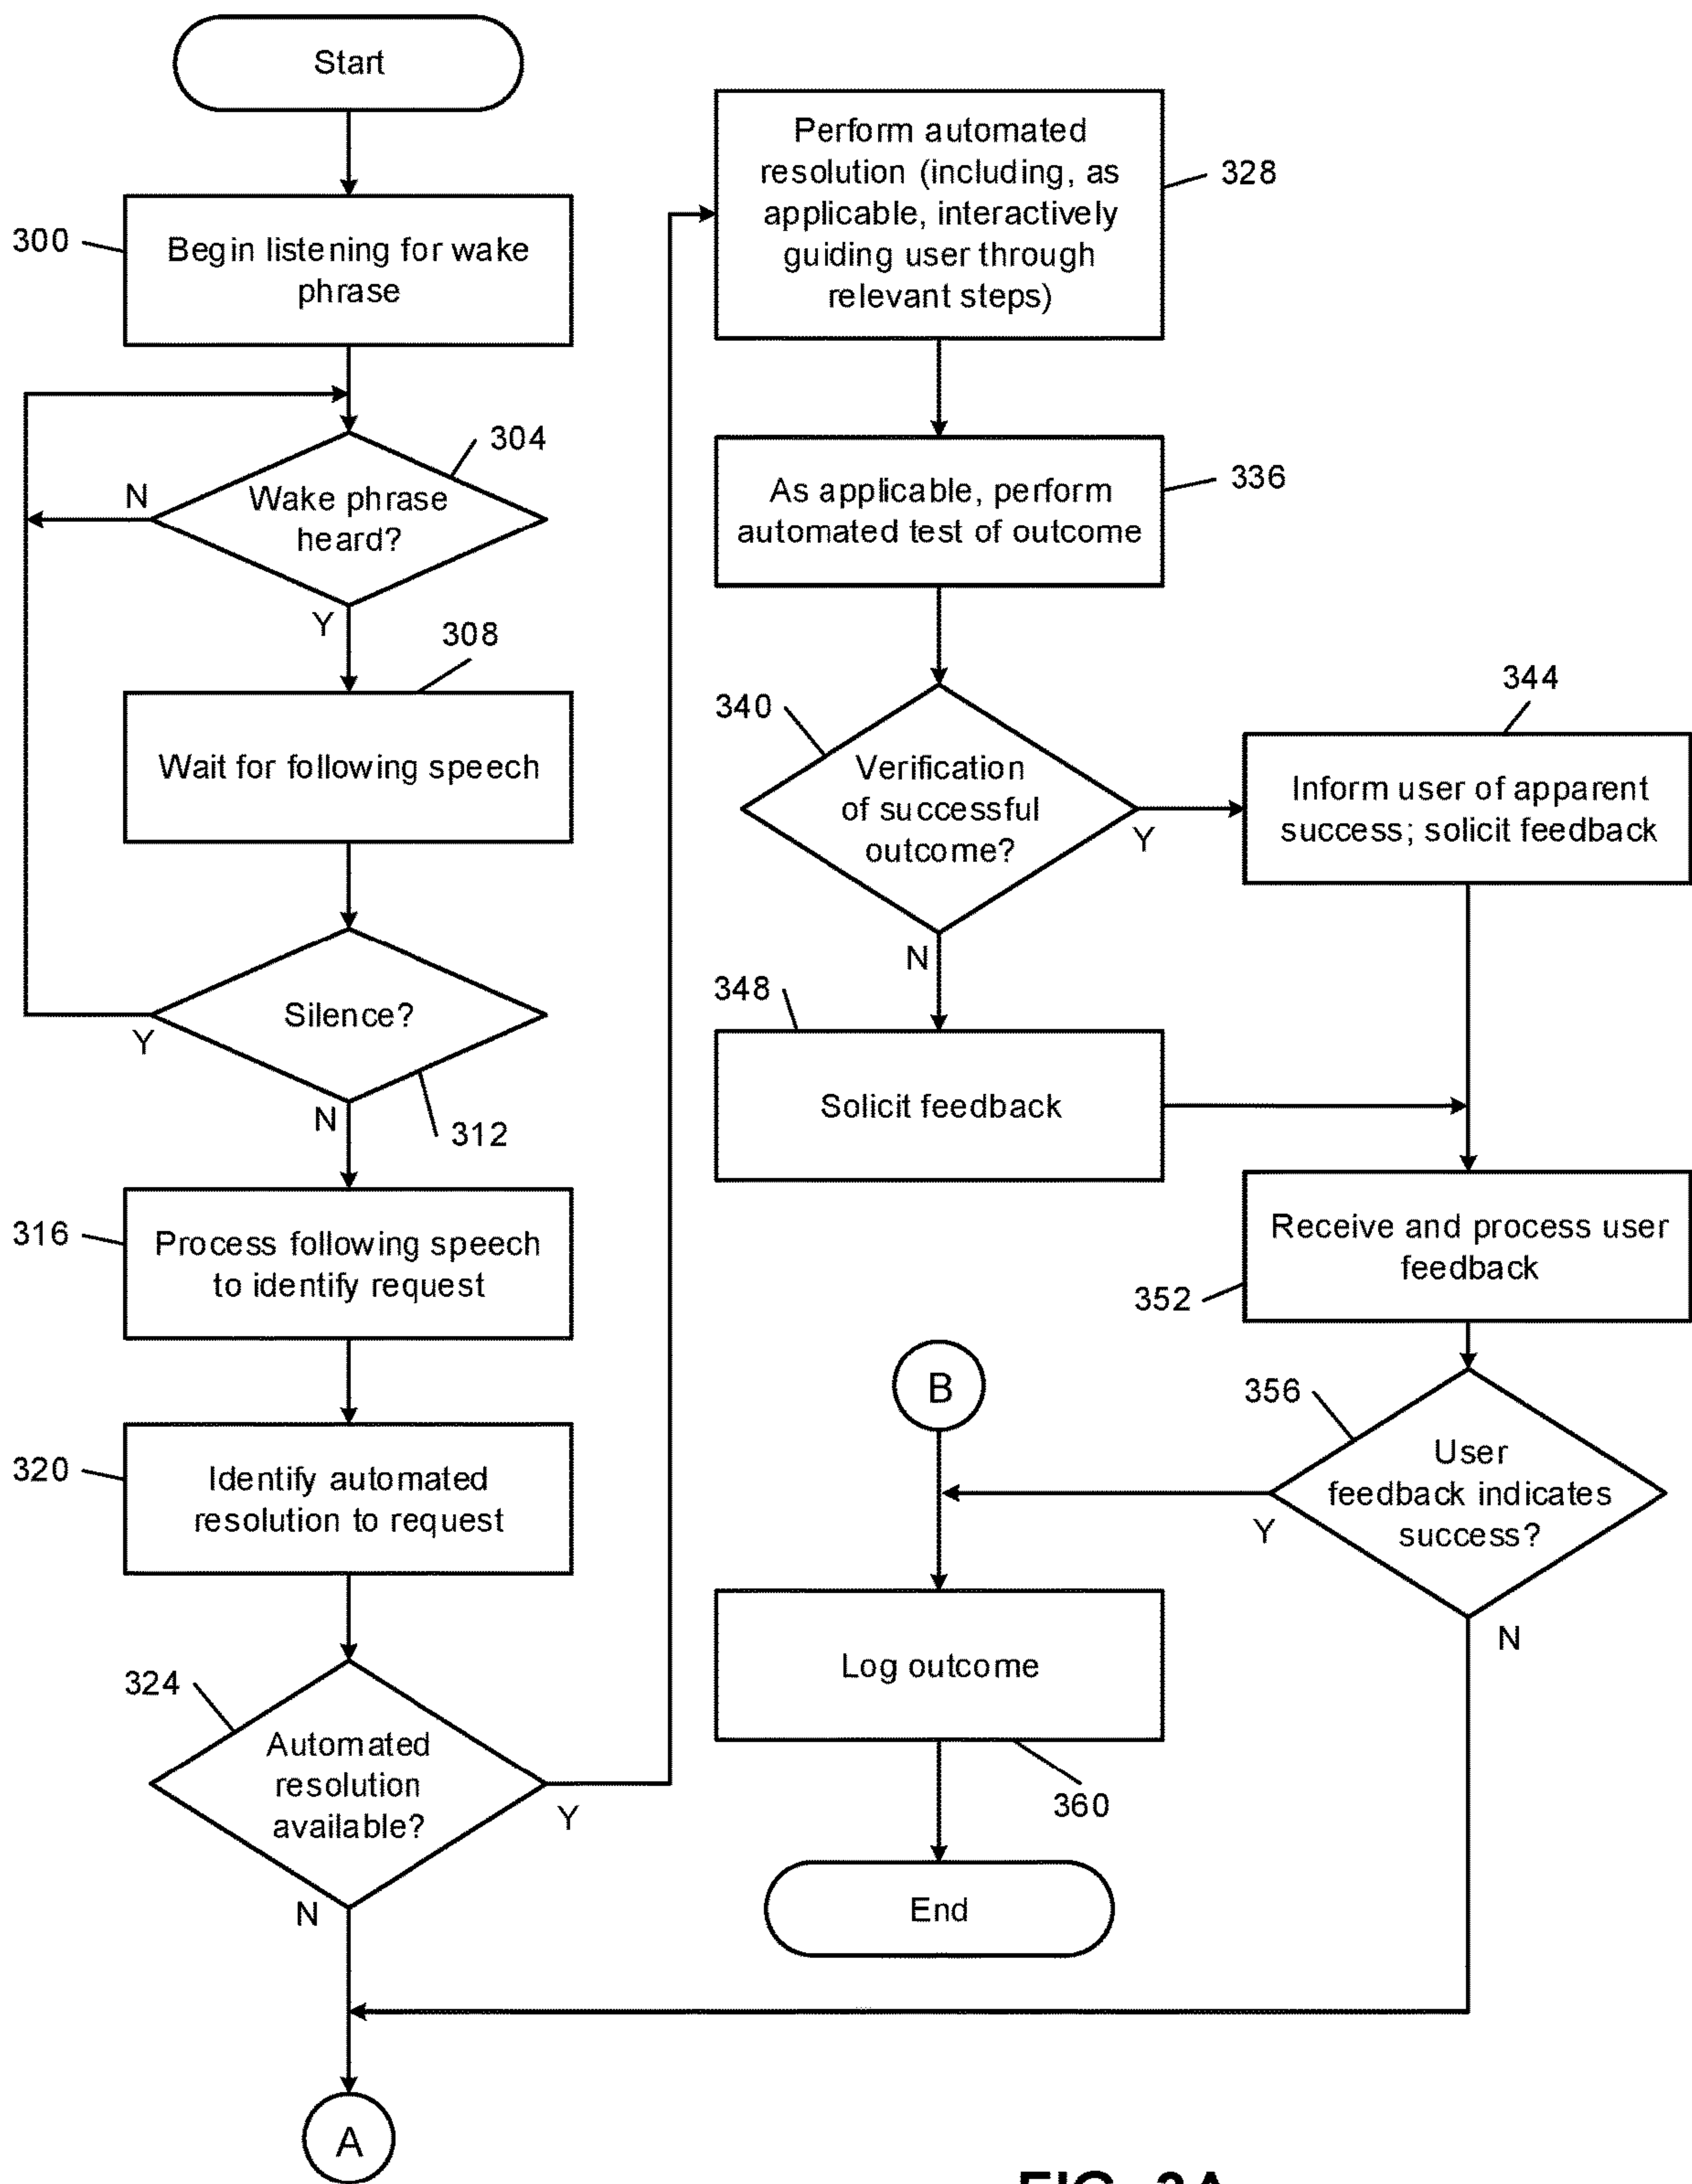 Start
300
Begin listening for wake
phrase
304
N
Wake phrase
heard?
Y
308
Wait for following speech
Silence?
Y
N
312
316
Process following speech
to identify request
320
Identify automated
resolution to request
324
Automated
resolution
available?
Y
N
A
Perform automated
resolution (including, as
applicable, interactively
guiding user through
relevant steps)
328
As applicable, perform
automated test of outcome
336
340
Verification
of successful
outcome?
Y
N
344
Inform user of apparent
success; solicit feedback
348
Solicit feedback
Receive and process user
feedback
352
356
User
feedback indicates
success?
Y
N
B
Log outcome
360
End
FIG. 3A